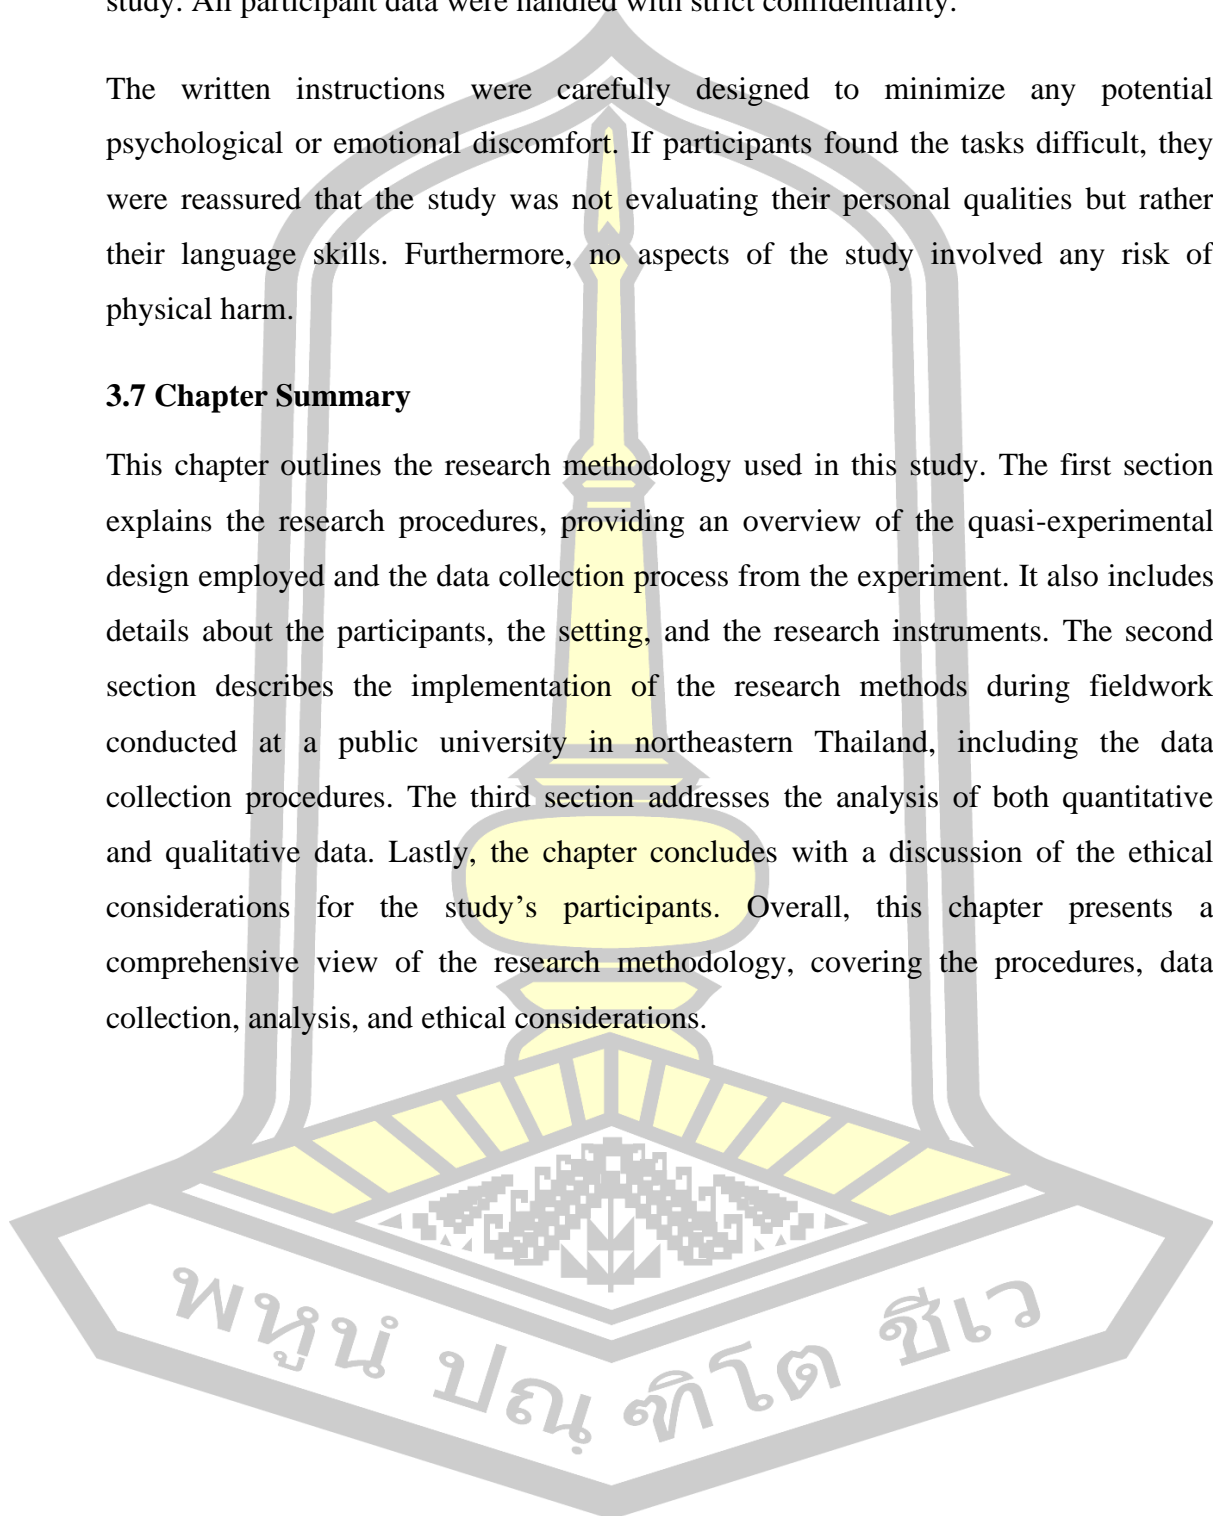 study. All participant data were handled with strict confidentiality.
The written instructions were carefully designed to minimize any potential
psychological or emotional discomfort. If participants found the tasks difficult, they
were reassured that the study was not evaluating their personal qualities but rather
their language skills. Furthermore, no aspects of the study involved any risk of
physical harm.
3.7 Chapter Summary
This chapter outlines the research methodology used in this study. The first section
explains the research procedures, providing an overview of the quasi-experimental
design employed and the data collection process from the experiment. It also includes
details about the participants, the setting, and the research instruments. The second
section describes the implementation of the research methods during fieldwork
conducted at a public university in northeastern Thailand, including the data
collection procedures. The third section addresses the analysis of both quantitative
and qualitative data. Lastly, the chapter concludes with a discussion of the ethical
considerations for the study’s participants. Overall, this chapter presents a
comprehensive view of the research methodology, covering the procedures, data
collection, analysis, and ethical considerations.
พหูนํ ปณฺ ฑิโต ชีเว